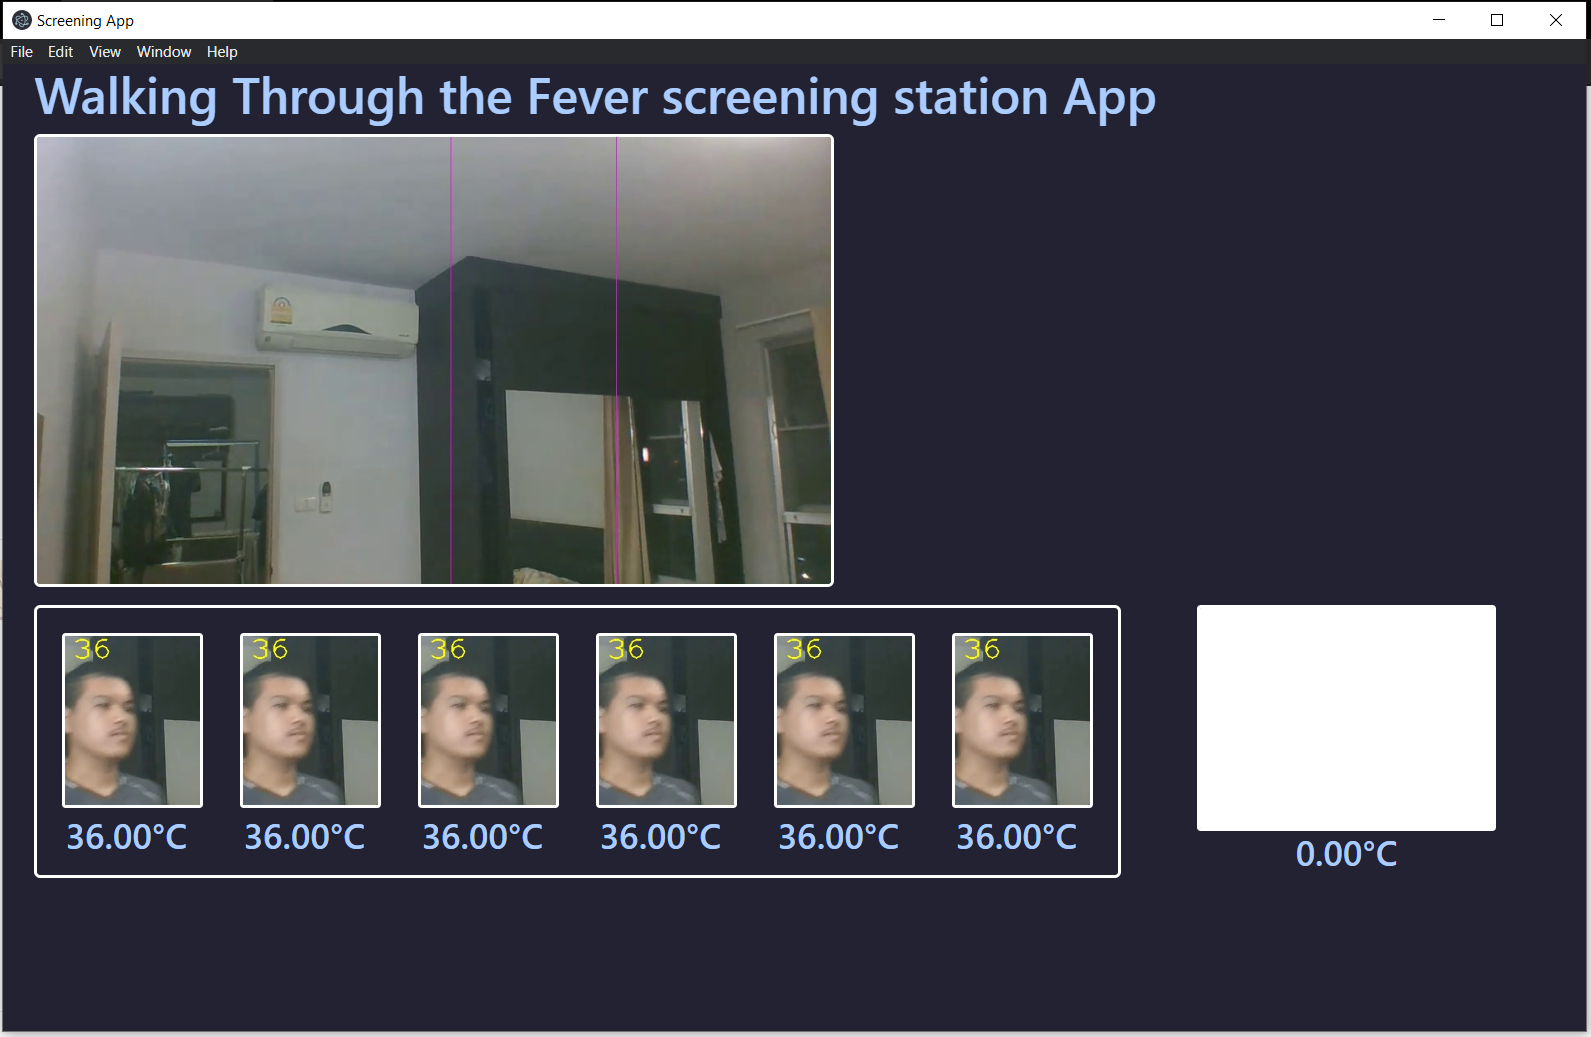 Screening App
File Edit View Window Help
Walking Through the Fever screening station App
36 36 36 36 36 36
36.00°C 36.00°C 36.00°C 36.00°C 36.00°C 36.00°C
0.00°C